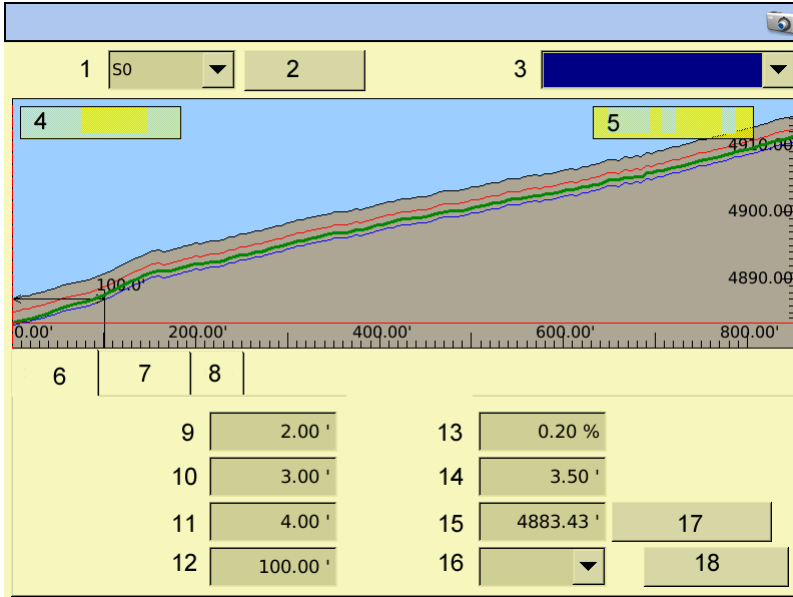 1 S0 2 3
4 5
4910.00
4900.00
4890.00
100.0'
0.00' 200.00' 400.00' 600.00' 800.00'
6 7 8
9 2.00 ' 13 0.20 %
10 3.00 ' 14 3.50 '
11 4.00 ' 15 4883.43 ' 17
12 100.00 ' 16 18